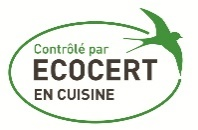 Contrôlé par
ECOCERT
EN CUISINE